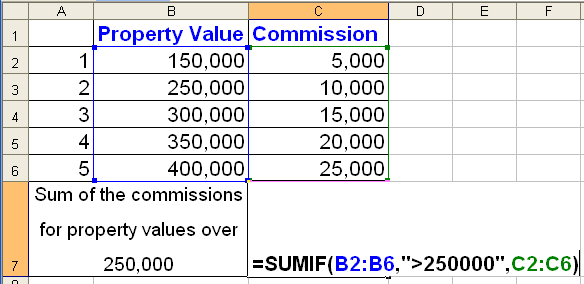 A B C D E F
1 Property Value Commission
2 1 150,000 5,000
3 2 250,000 10,000
4 3 300,000 15,000
5 4 350,000 20,000
6 5 400,000 25,000
Sum of the commissions
for property values over
7 250,000 =SUMIF(B2:B6,">250000",C2:C6)